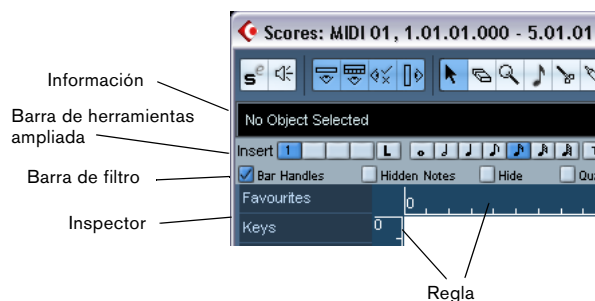 Scores: MIDI 01, 1.01.01.000 - 5.01.01
se
Información
No Object Selected
Barra de herramientas
ampliada
Insert 1 L
Barra de filtro
Bar Handles Hidden Notes Hide
Favourites
0
Inspector
Keys
0
Regla